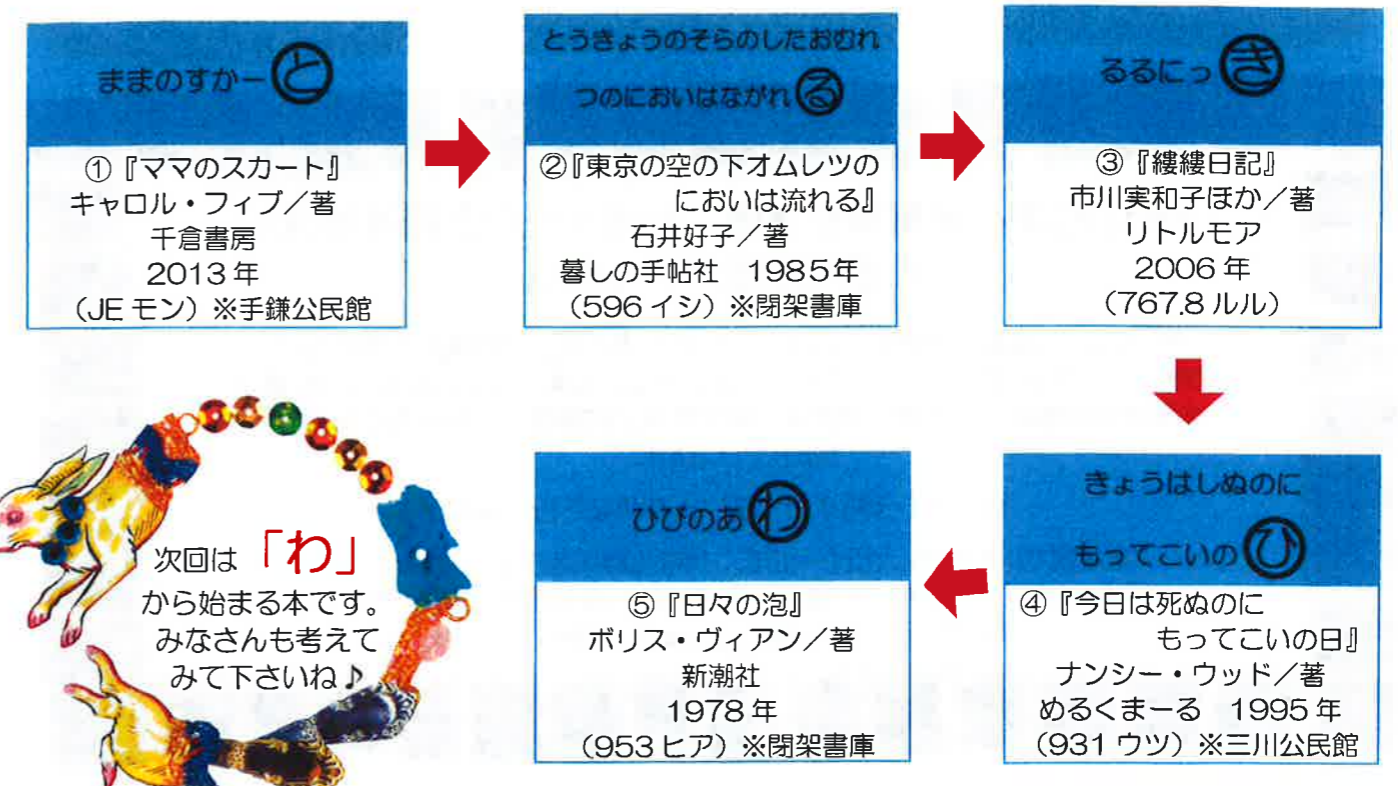 ままのすかーと
①『ママのスカート』
キャロル・フィブ／著
千倉書房
2013年
（JE モン）※手鎌公民館
とうきょうのそらのしたおむれ
つのにおいはながれる
②『東京の空の下オムレツの
においは流れる』
石井好子／著
暮しの手帖社　1985年
（596 イシ）※閉架書庫
るるにっき
③『縷縷日記』
市川実和子ほか／著
リトルモア
2006年
（767.8 ルル）
きょうはしぬのに
もってこいのひ
④『今日は死ぬのに
もってこいの日』
ナンシー・ウッド／著
めるくまーる　1995年
（931 ウツ）※三川公民館
ひびのあわ
⑤『日々の泡』
ボリス・ヴィアン／著
新潮社
1978年
（953 ヒア）※閉架書庫
次回は「わ」
から始まる本です。
みなさんも考えて
みて下さいね♪